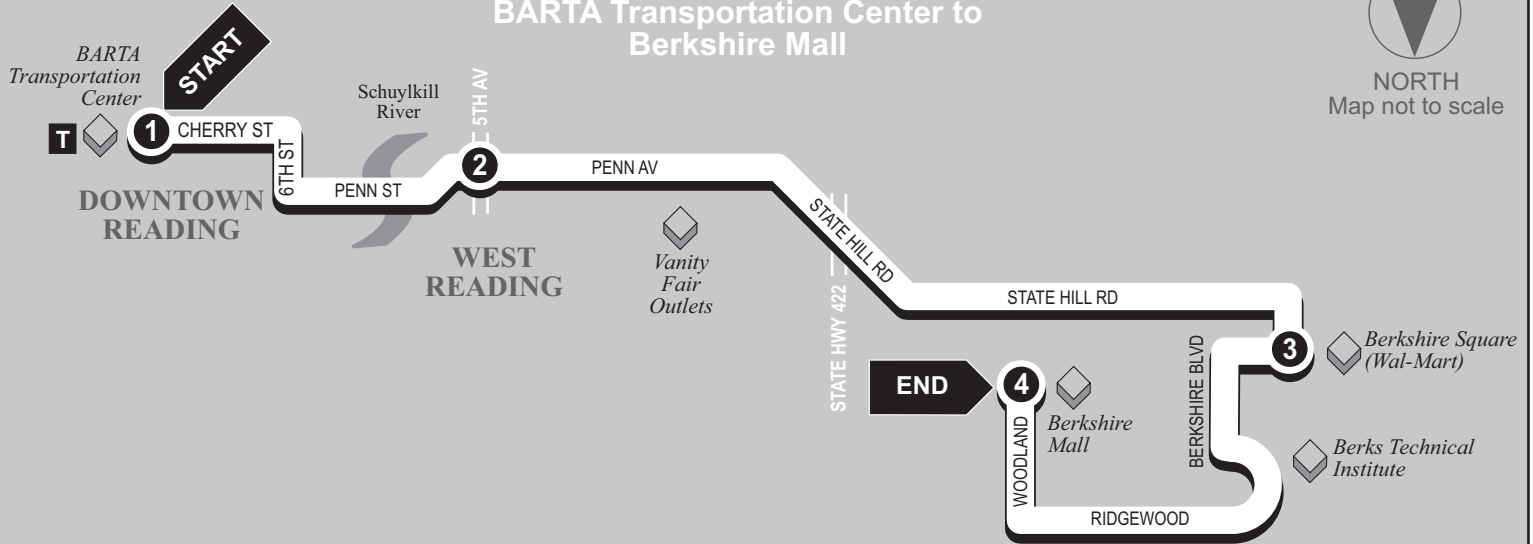 BARTA Transportation Center to
Berkshire Mall
NORTH
Map not to scale
BARTA
Transportation
Center
START
T
1
CHERRY ST
6TH ST
DOWNTOWN
READING
PENN ST
Schuylkill
River
5TH AV
2
WEST
READING
PENN AV
Vanity
Fair
Outlets
STATE HWY 422
STATE HILL RD
STATE HILL RD
3
Berkshire Square
(Wal-Mart)
BERKSHIRE BLVD
Berks Technical
Institute
RIDGEWOOD
WOODLAND
END
4
Berkshire
Mall